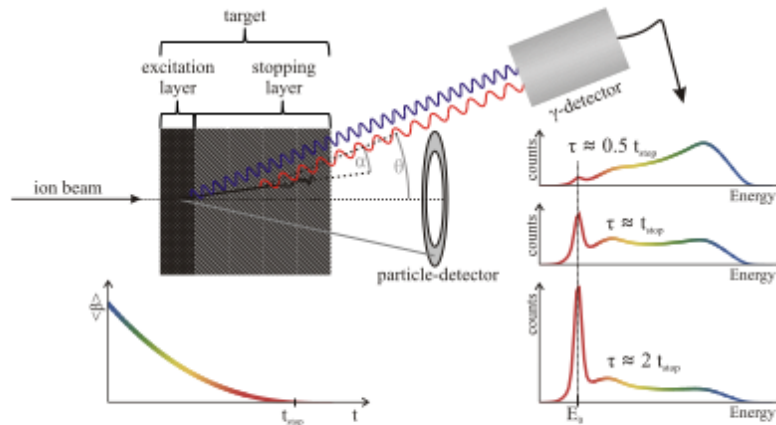 target
excitation
layer
stopping
layer
γ-detector
ion beam
α
θ
particle-detector
<β>
t_stop
t
counts
τ ≈ 0.5 t_stop
Energy
counts
τ ≈ t_stop
Energy
counts
τ ≈ 2 t_stop
E₀
Energy